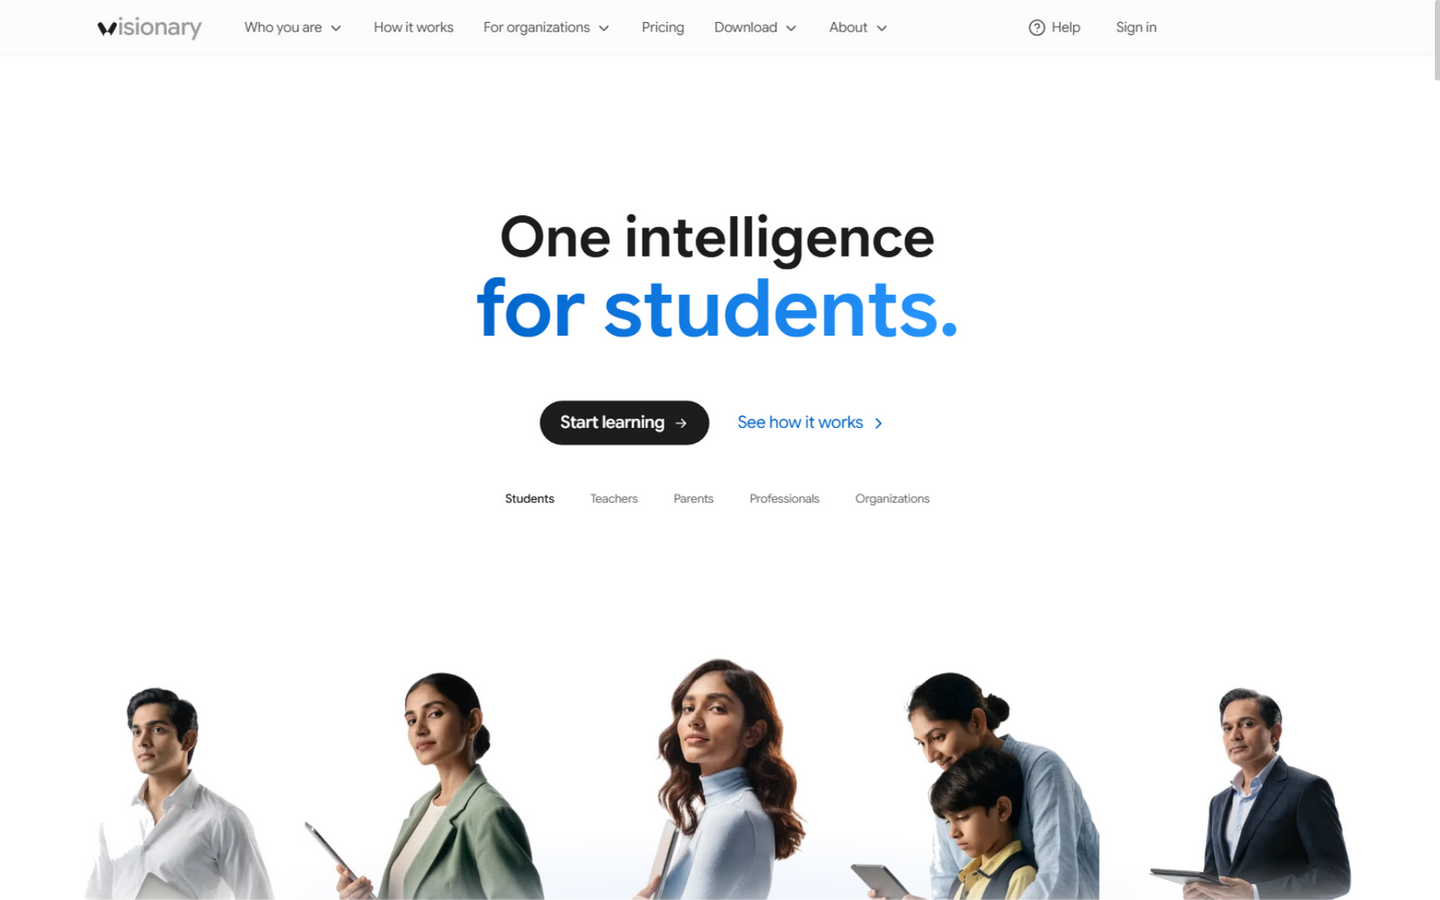 visionary
Who you are
How it works
For organizations
Pricing
Download
About
Help
Sign in
One intelligence
for students.
Start learning →
See how it works
Students
Teachers
Parents
Professionals
Organizations